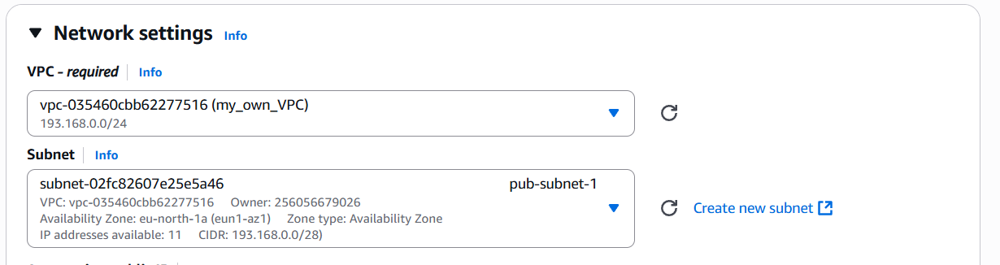 ▼ Network settings Info
VPC - required Info
vpc-035460cbb62277516 (my_own_VPC)
193.168.0.0/24
Subnet Info
subnet-02fc82607e25e5a46 pub-subnet-1
VPC: vpc-035460cbb62277516 Owner: 256056679026
Availability Zone: eu-north-1a (eun1-az1) Zone type: Availability Zone
IP addresses available: 11 CIDR: 193.168.0.0/28)
Create new subnet